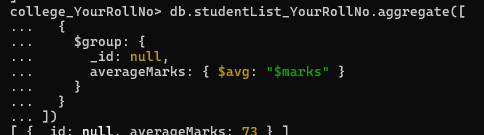 college_YourRollNo> db.studentList_YourRollNo.aggregate([
...   {
...     $group: {
...       _id: null,
...       averageMarks: { $avg: "$marks" }
...     }
...   }
... ])
[ { _id: null, averageMarks: 73 } ]